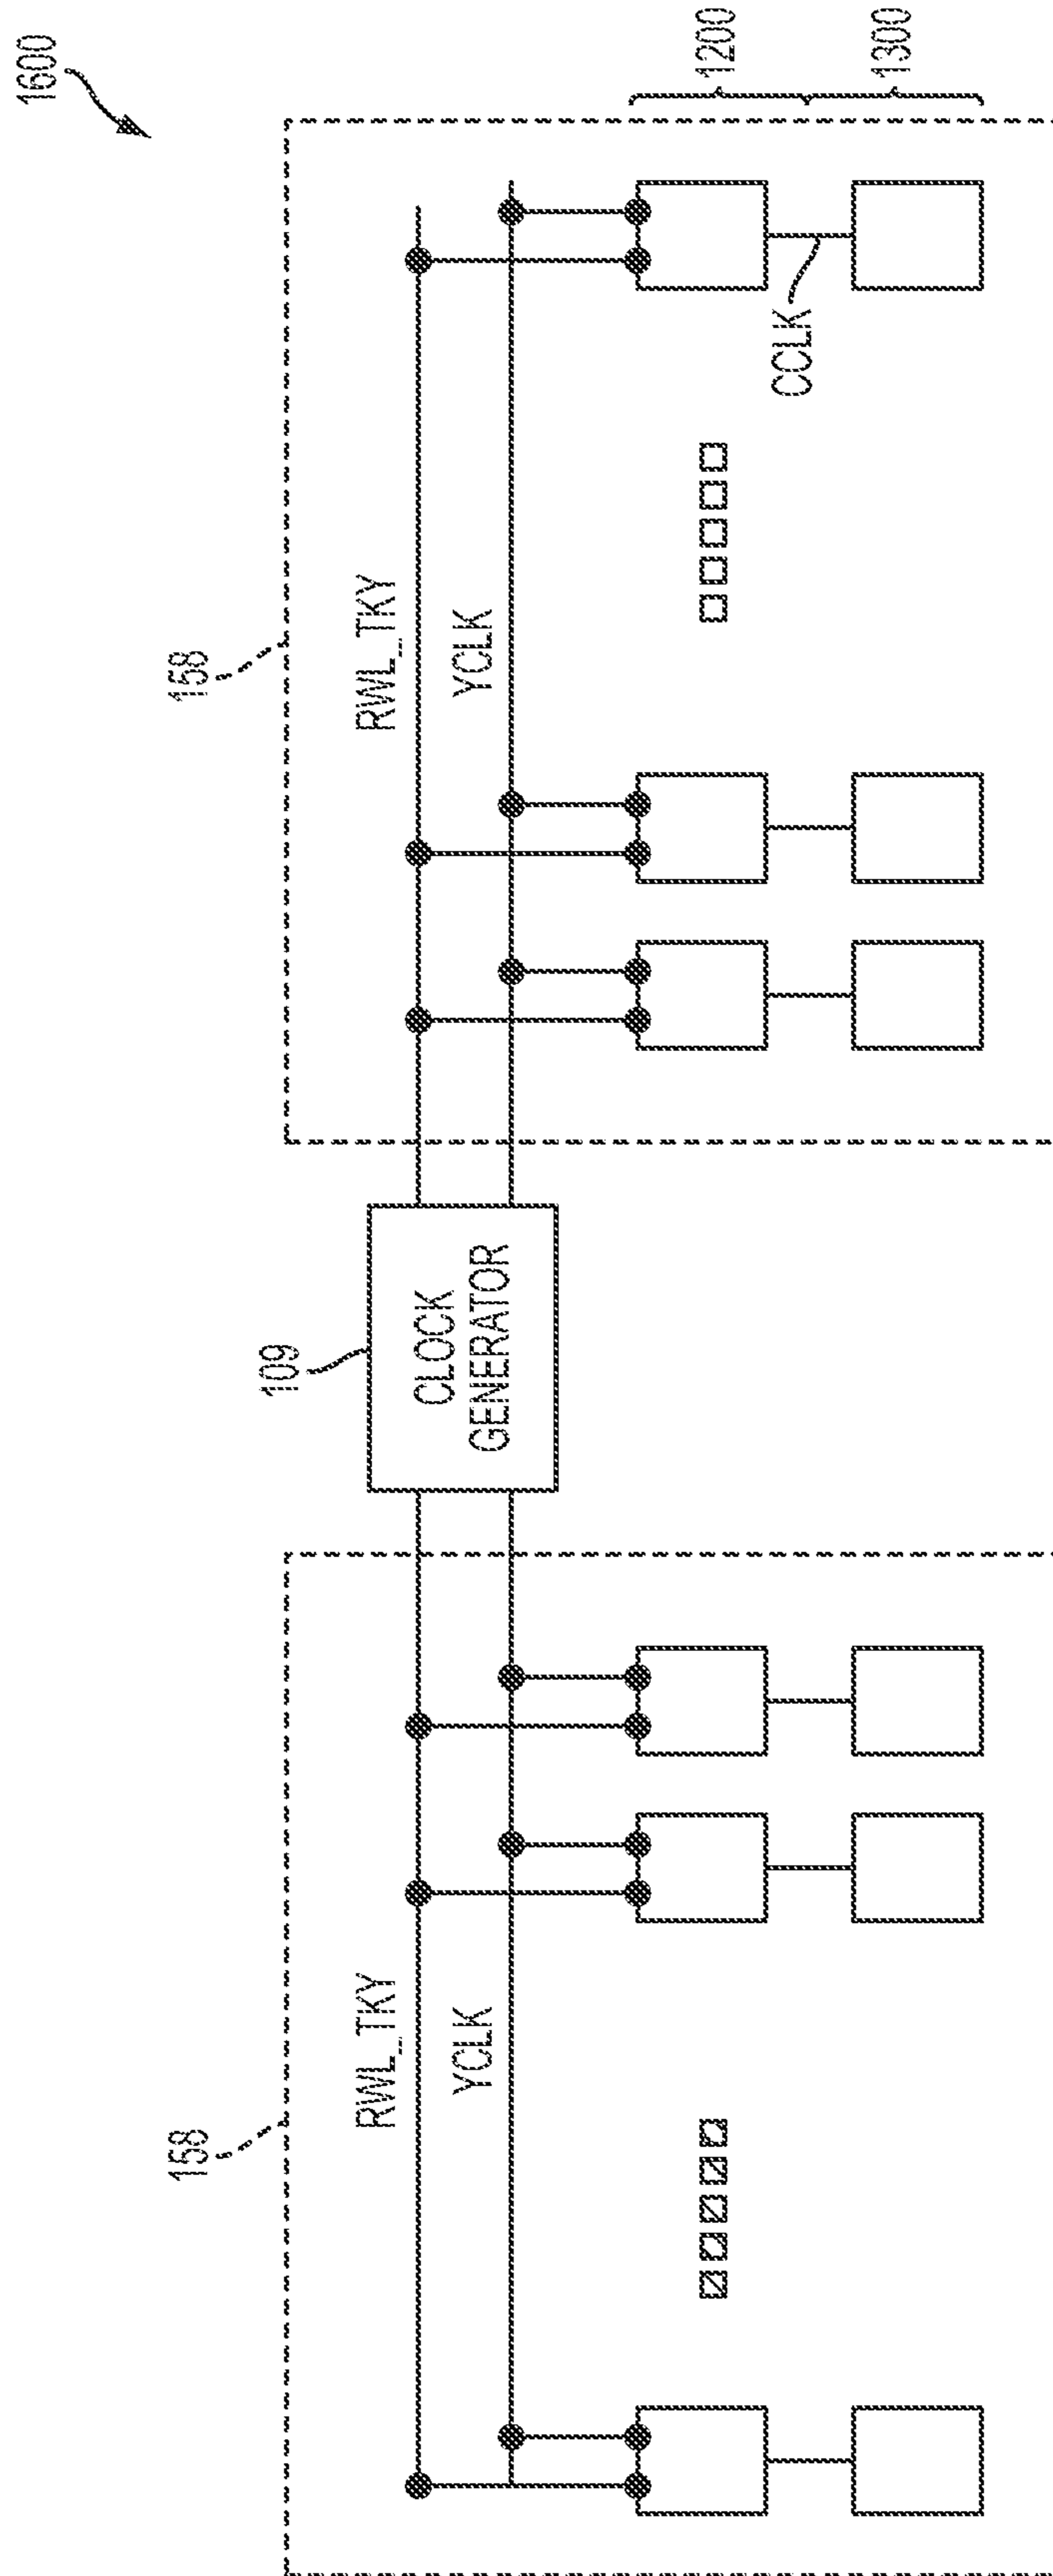 1600
158
158
109
RWL_TKY
RWL_TKY
YCLK
YCLK
CLOCK
GENERATOR
CCLK
1200
1300